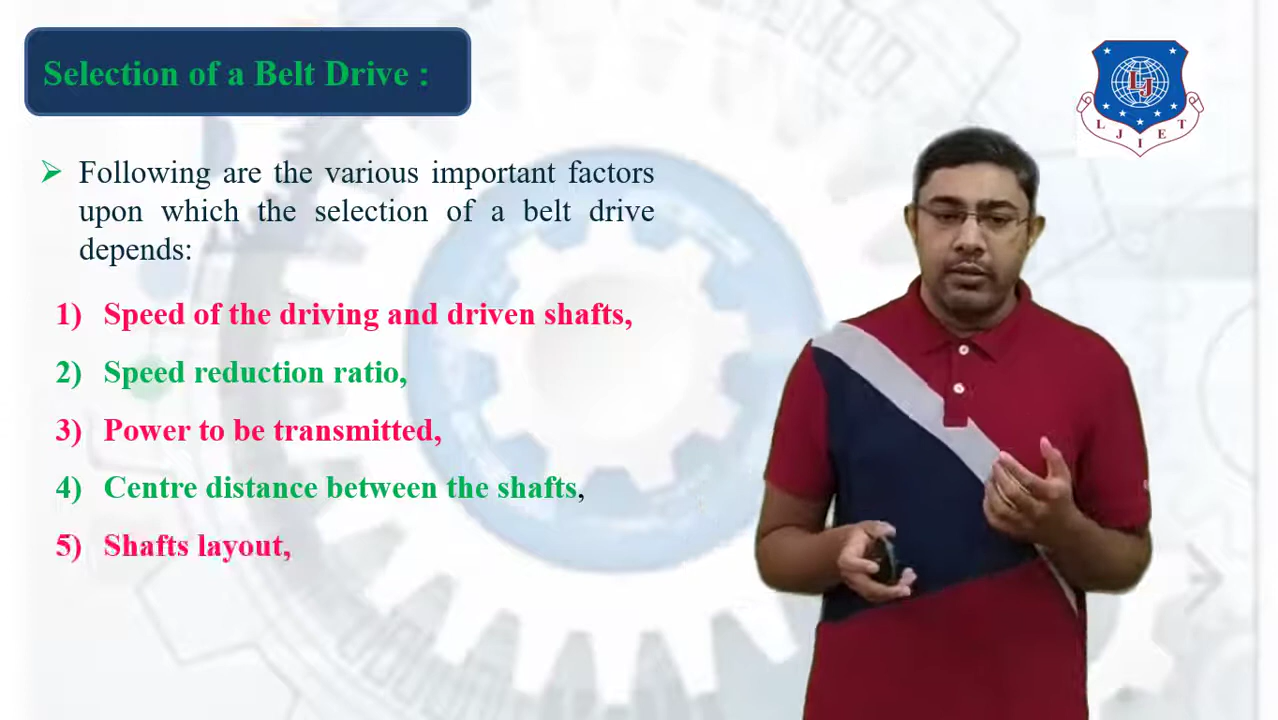 Selection of a Belt Drive :
Following are the various important factors
upon which the selection of a belt drive
depends:
1) Speed of the driving and driven shafts,
2) Speed reduction ratio,
3) Power to be transmitted,
4) Centre distance between the shafts,
5) Shafts layout,
LJ
L J I E T